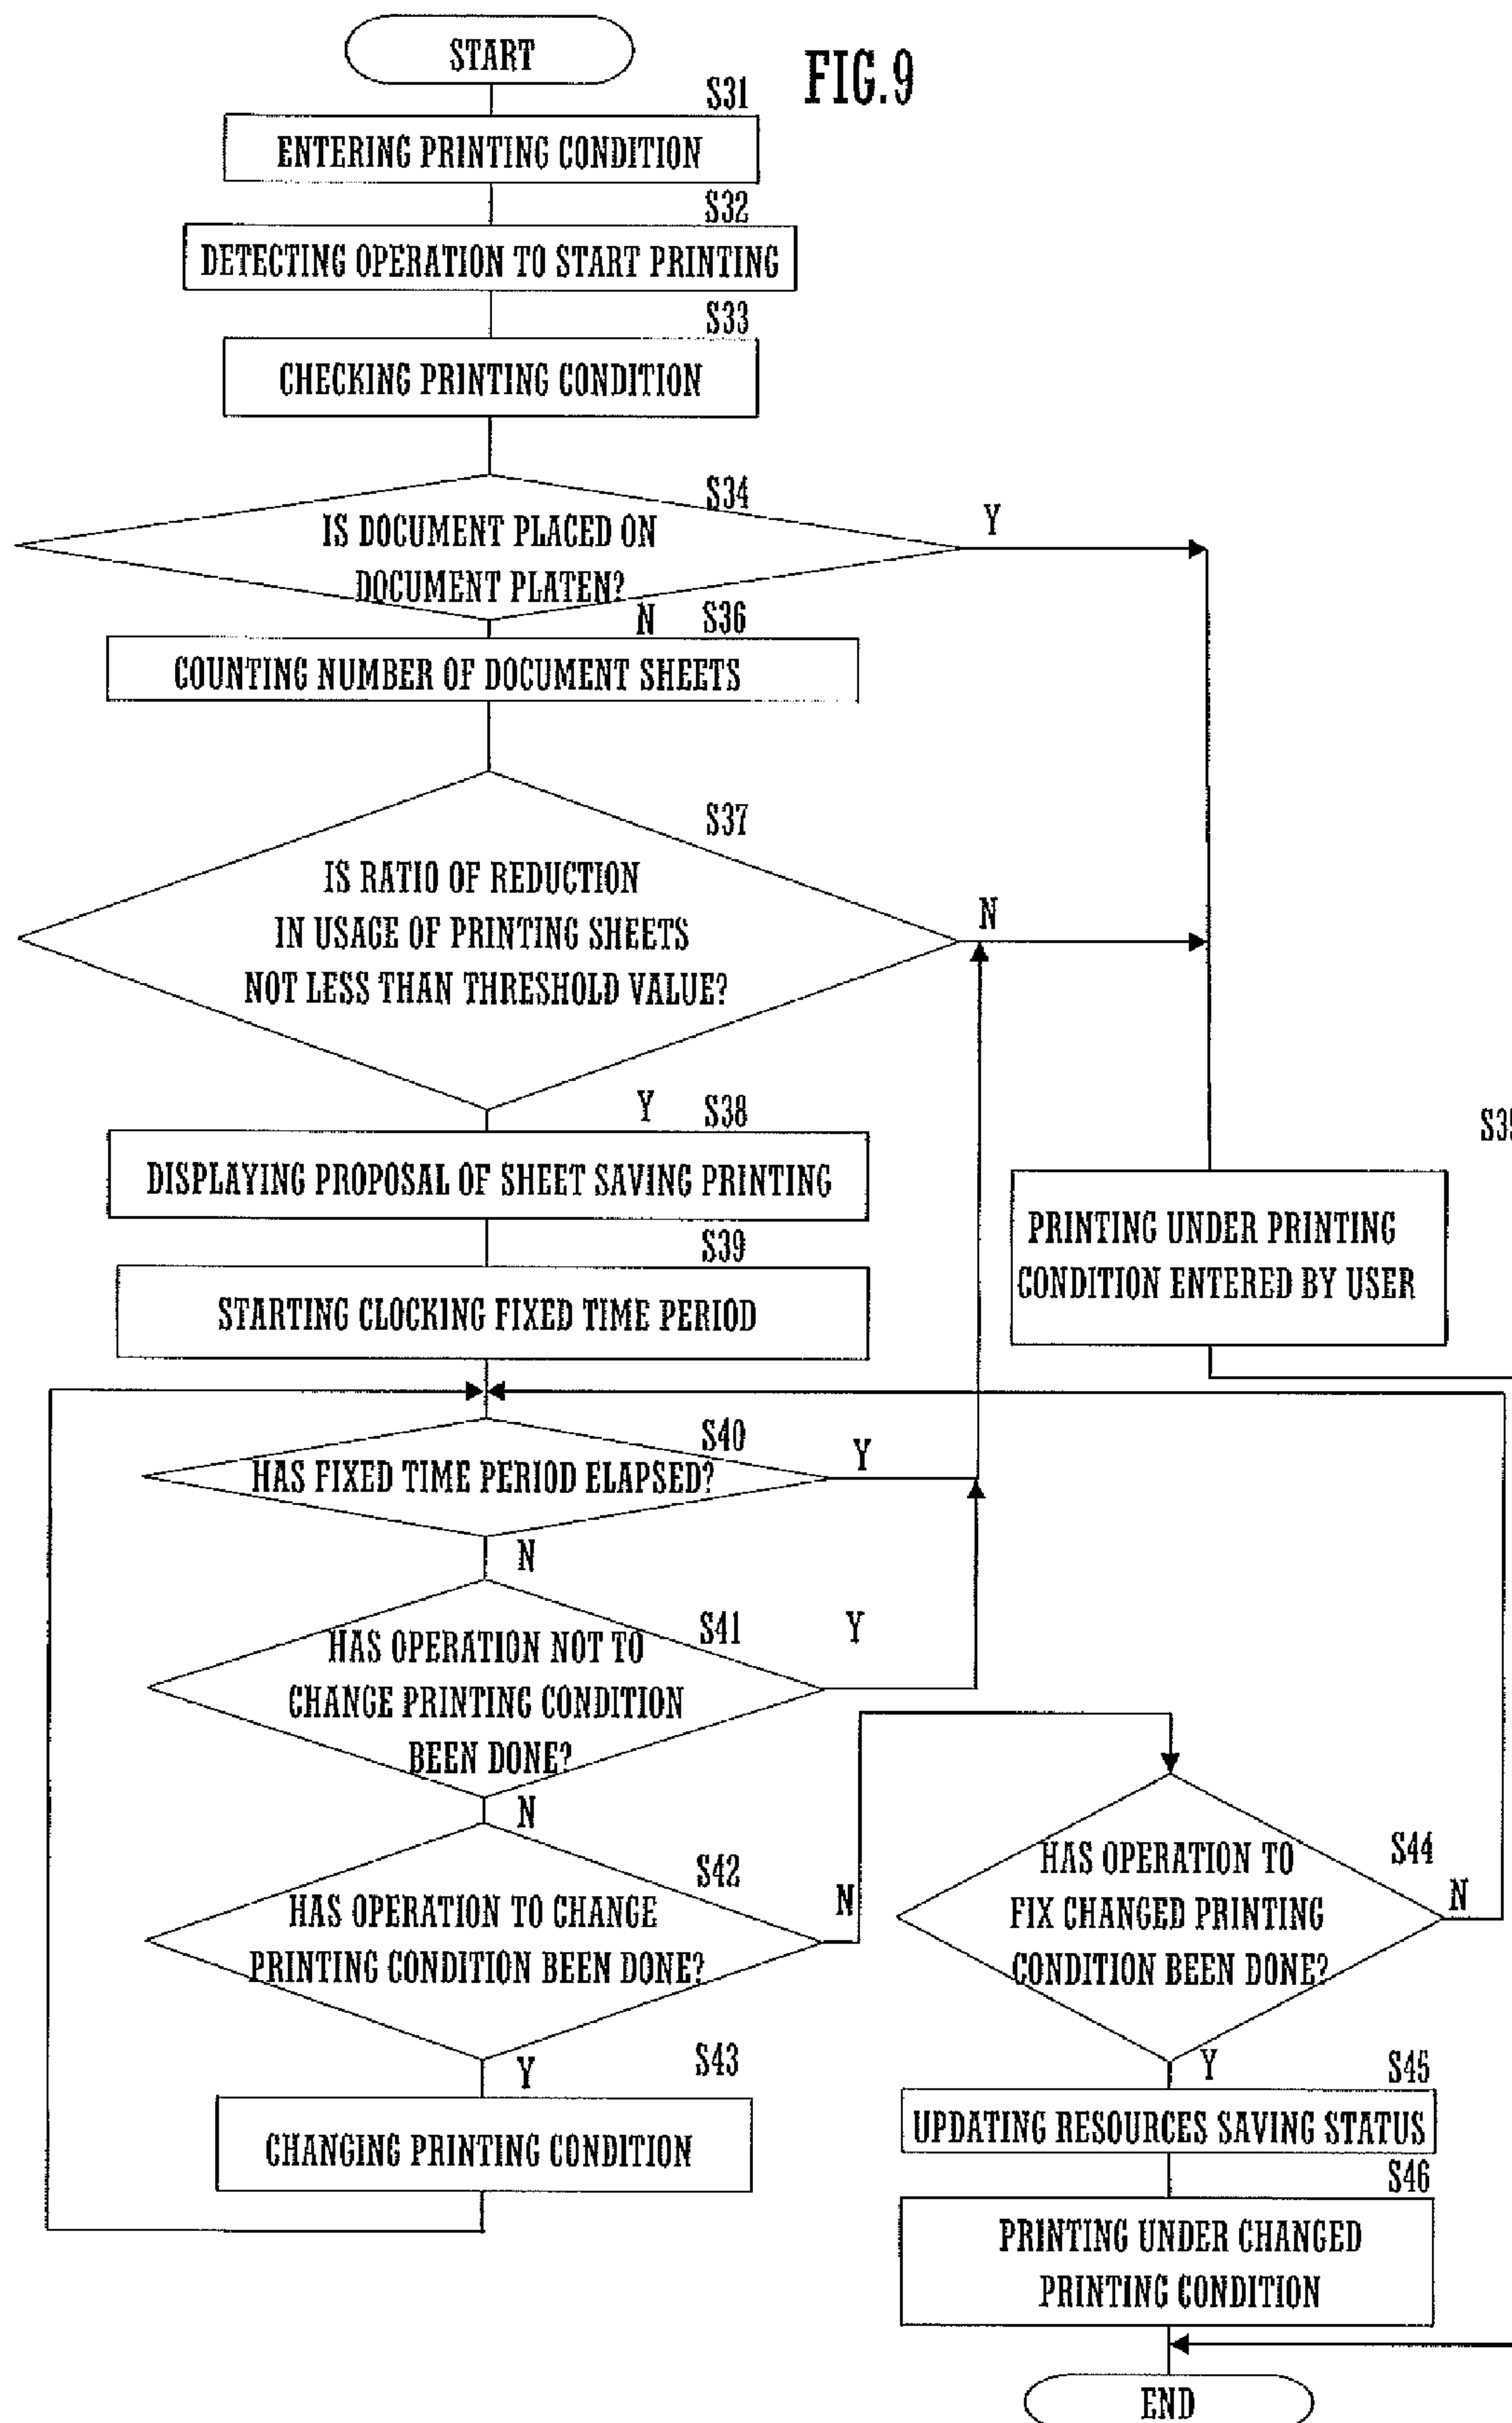 START
FIG.9
S31
ENTERING PRINTING CONDITION
S32
DETECTING OPERATION TO START PRINTING
S33
CHECKING PRINTING CONDITION
S34
IS DOCUMENT PLACED ON
DOCUMENT PLATEN?
Y
N
S36
COUNTING NUMBER OF DOCUMENT SHEETS
S37
IS RATIO OF REDUCTION
IN USAGE OF PRINTING SHEETS
NOT LESS THAN THRESHOLD VALUE?
N
Y
S38
DISPLAYING PROPOSAL OF SHEET SAVING PRINTING
PRINTING UNDER PRINTING
CONDITION ENTERED BY USER
S39
STARTING CLOCKING FIXED TIME PERIOD
S40
HAS FIXED TIME PERIOD ELAPSED?
Y
N
S41
HAS OPERATION NOT TO
CHANGE PRINTING CONDITION
BEEN DONE?
Y
N
S42
HAS OPERATION TO CHANGE
PRINTING CONDITION BEEN DONE?
N
Y
S43
CHANGING PRINTING CONDITION
S44
HAS OPERATION TO
FIX CHANGED PRINTING
CONDITION BEEN DONE?
N
Y
S45
UPDATING RESOURCES SAVING STATUS
S46
PRINTING UNDER CHANGED
PRINTING CONDITION
END